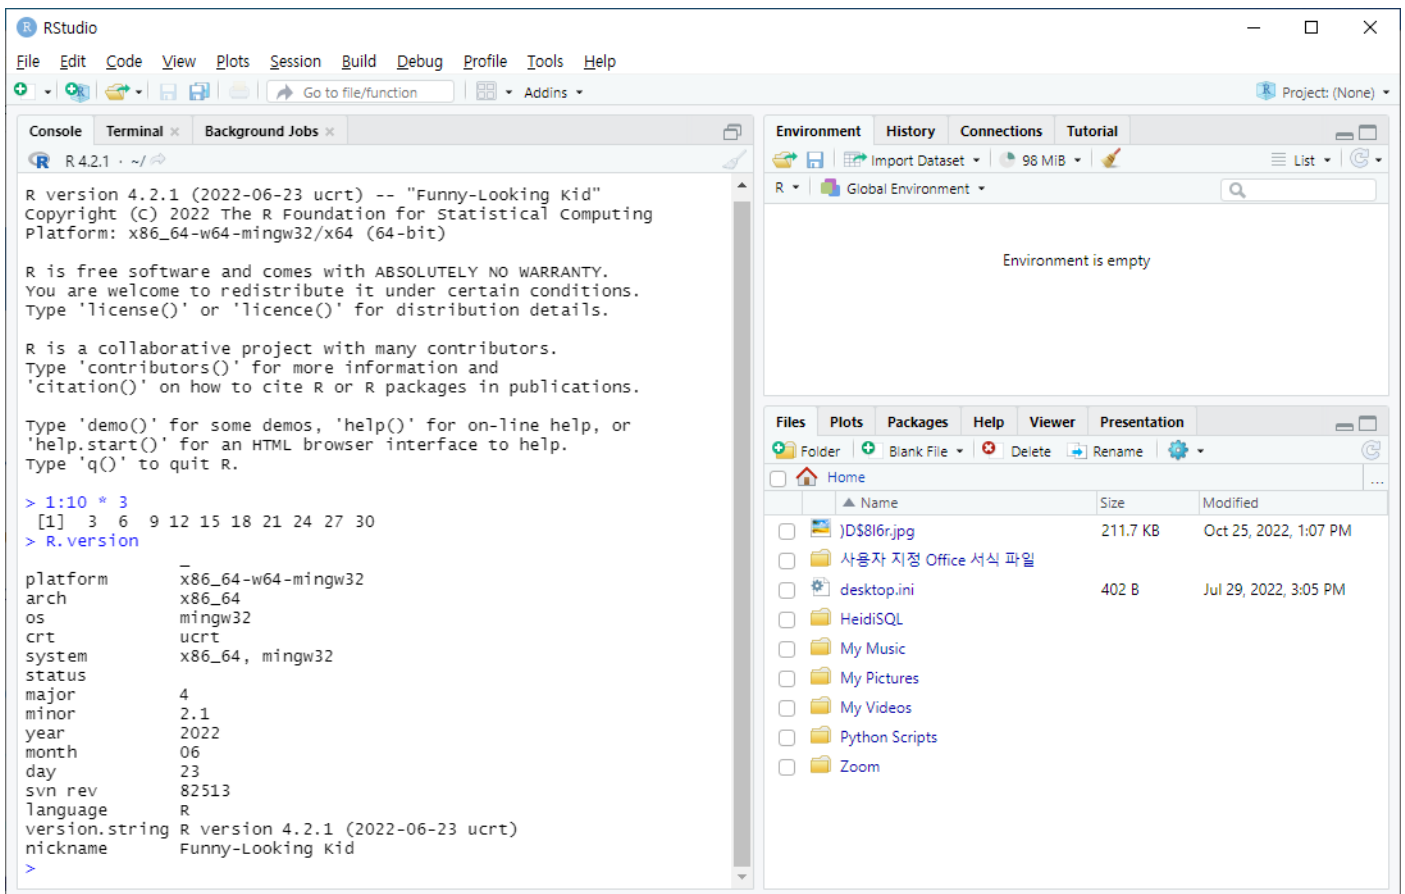 RStudio
File Edit Code View Plots Session Build Debug Profile Tools Help
Go to file/function Addins Project: (None)
Console Terminal Background Jobs
R 4.2.1 · ~/
R version 4.2.1 (2022-06-23 ucrt) -- "Funny-Looking Kid"
Copyright (C) 2022 The R Foundation for Statistical Computing
Platform: x86_64-w64-mingw32/x64 (64-bit)
R is free software and comes with ABSOLUTELY NO WARRANTY.
You are welcome to redistribute it under certain conditions.
Type 'license()' or 'licence()' for distribution details.
R is a collaborative project with many contributors.
Type 'contributors()' for more information and
'citation()' on how to cite R or R packages in publications.
Type 'demo()' for some demos, 'help()' for on-line help, or
'help.start()' for an HTML browser interface to help.
Type 'q()' to quit R.
> 1:10 * 3
[1] 3 6 9 12 15 18 21 24 27 30
> R.version
_
platform x86_64-w64-mingw32
arch x86_64
os mingw32
crt ucrt
system x86_64, mingw32
status
major 4
minor 2.1
year 2022
month 06
day 23
svn rev 82513
language R
version.string R version 4.2.1 (2022-06-23 ucrt)
nickname Funny-Looking Kid
>
Environment History Connections Tutorial
Import Dataset 98 MiB List
R Global Environment
Environment is empty
Files Plots Packages Help Viewer Presentation
Folder Blank File Delete Rename
Home ...
Name Size Modified
)D$8I6r.jpg 211.7 KB Oct 25, 2022, 1:07 PM
사용자 지정 Office 서식 파일
desktop.ini 402 B Jul 29, 2022, 3:05 PM
HeidiSQL
My Music
My Pictures
My Videos
Python Scripts
Zoom